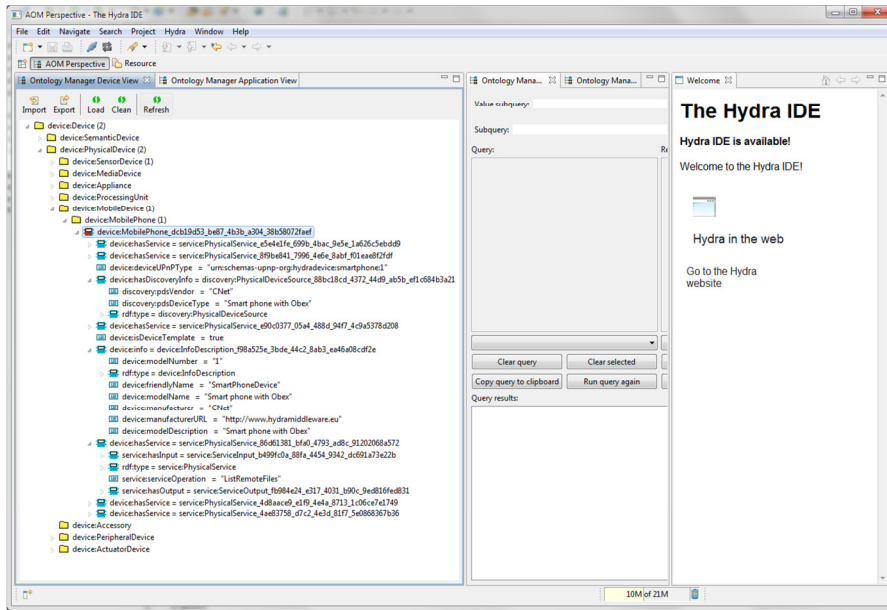 AOM Perspective - The Hydra IDE
File Edit Navigate Search Project Hydra Window Help
AOM Perspective Resource
Ontology Manager Device View Ontology Manager Application View
Import Export Load Clean Refresh
device:Device (2)
device:SemanticDevice
device:PhysicalDevice (2)
device:SensorDevice (1)
device:MediaDevice
device:Appliance
device:ProcessingUnit
device:MobileDevice (1)
device:MobilePhone (1)
device:MobilePhone_dcb19d53_be87_4b3b_a304_38b58072faef
device:hasService = service:PhysicalService_e5e4e1fe_699b_4bac_9e5e_1a626c5ebdd9
device:hasService = service:PhysicalService_8f9be841_7996_4e6e_8abf_f01eae8f2fdf
device:deviceUPnPType = "urn:schemas-upnp-org:hydradevice:smartphone:1"
device:hasDiscoveryInfo = discovery:PhysicalDeviceSource_88bc18cd_4372_44d9_ab5b_ef1c684b3a21
discovery:pdsVendor = "CNet"
discovery:pdsDeviceType = "Smart phone with Obex"
rdf:type = discovery:PhysicalDeviceSource
device:hasService = service:PhysicalService_e90c0377_05a4_488d_94f7_4c9a5378d208
device:isDeviceTemplate = true
device:info = device:InfoDescription_f98a525e_3bde_44c2_8ab3_ea46a08cdf2e
device:modelNumber = "1"
rdf:type = device:InfoDescription
device:friendlyName = "SmartPhoneDevice"
device:modelName = "Smart phone with Obex"
device:manufacturer = "CNet"
device:manufacturerURL = "http://www.hydramiddleware.eu"
device:modelDescription = "Smart phone with Obex"
device:hasService = service:PhysicalService_86d61381_bfa0_4793_ad8c_91202068a572
service:hasInput = service:ServiceInput_b499fc0a_88fa_4454_9342_dc691a73e22b
rdf:type = service:PhysicalService
service:serviceOperation = "ListRemoteFiles"
service:hasOutput = service:ServiceOutput_fb984e24_e317_4031_b90c_9ed816fed831
device:hasService = service:PhysicalService_4d8aace9_e1f9_4e4a_8713_1c06ce7e1749
device:hasService = service:PhysicalService_4ae83758_d7c2_4e3d_81f7_5e0868367b36
device:Accessory
device:PeripheralDevice
device:ActuatorDevice
Ontology Mana... Ontology Mana...
Value subquery:
Subquery:
Query: Re
Clear query Clear selected
Copy query to clipboard Run query again
Query results:
Welcome
The Hydra IDE
Hydra IDE is available!
Welcome to the Hydra IDE!
Hydra in the web
Go to the Hydra
website
10M of 21M